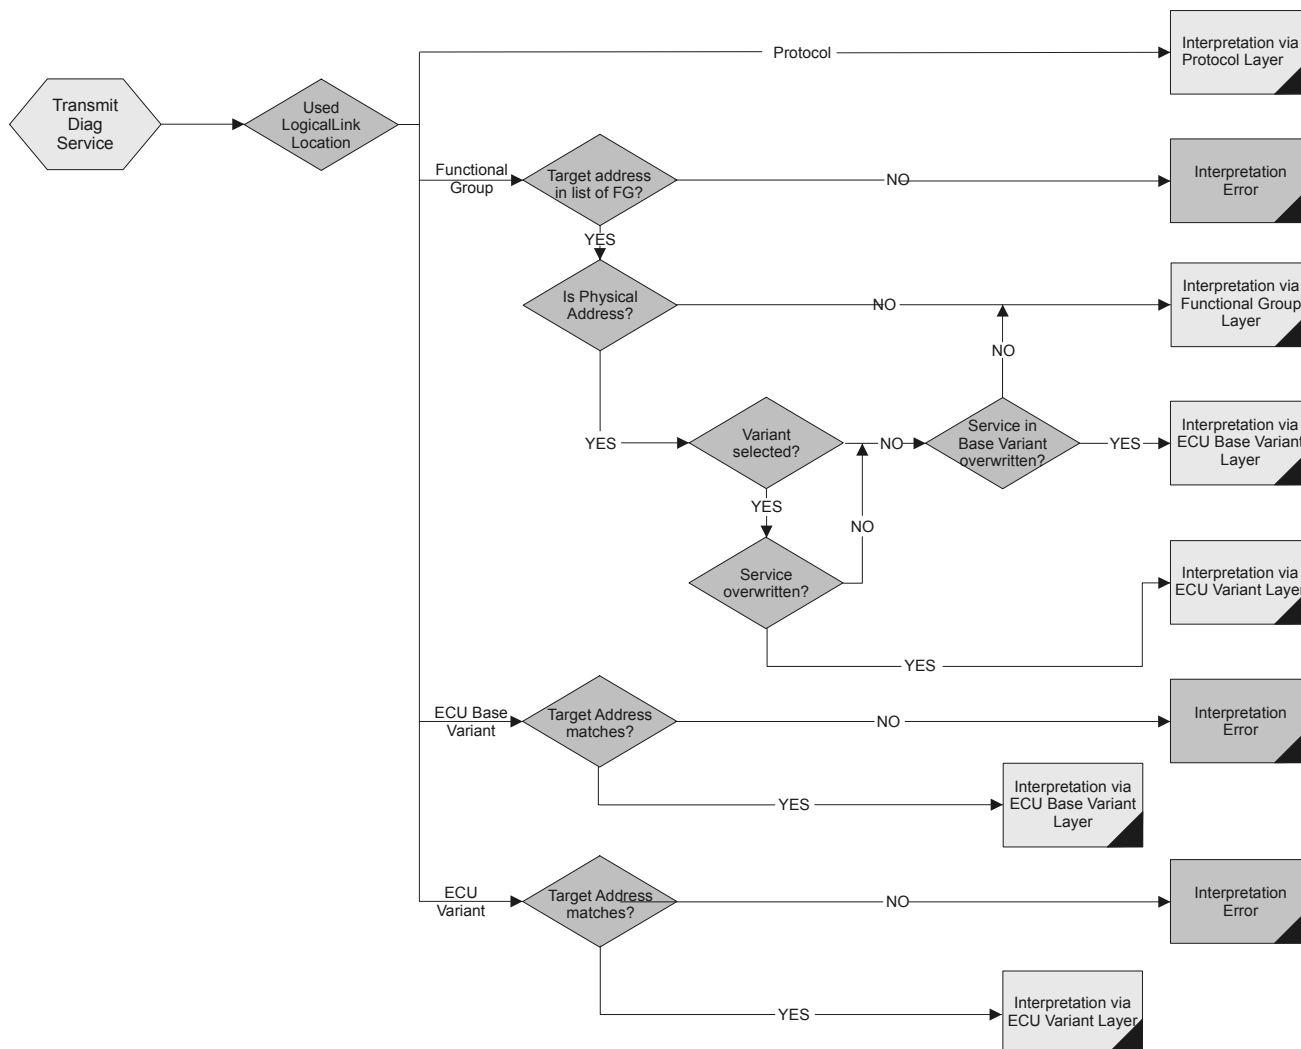 Protocol
Interpretation via
Protocol Layer
Transmit
Diag
Service
Used
LogicalLink
Location
Functional
Group
Target address
in list of FG?
NO
Interpretation
Error
YES
Is Physical
Address?
NO
Interpretation via
Functional Group
Layer
NO
YES
Variant
selected?
NO
Service in
Base Variant
overwritten?
YES
Interpretation via
ECU Base Variant
Layer
YES
NO
Service
overwritten?
Interpretation via
ECU Variant Layer
YES
ECU Base
Variant
Target Address
matches?
NO
Interpretation
Error
YES
Interpretation via
ECU Base Variant
Layer
ECU
Variant
Target Address
matches?
NO
Interpretation
Error
YES
Interpretation via
ECU Variant Layer